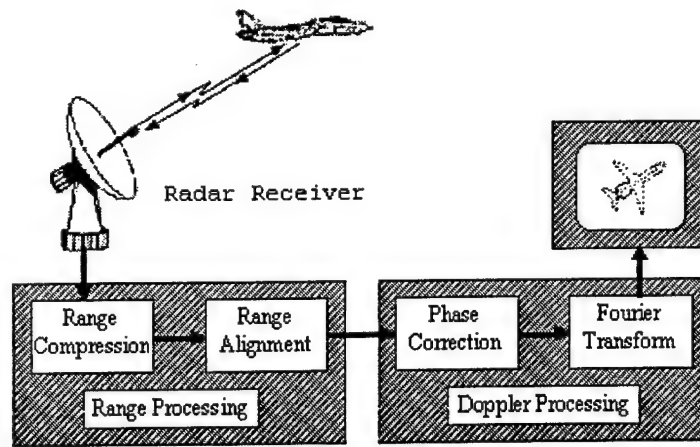 Radar Receiver
Range
Compression
Range
Alignment
Phase
Correction
Fourier
Transform
Range Processing
Doppler Processing